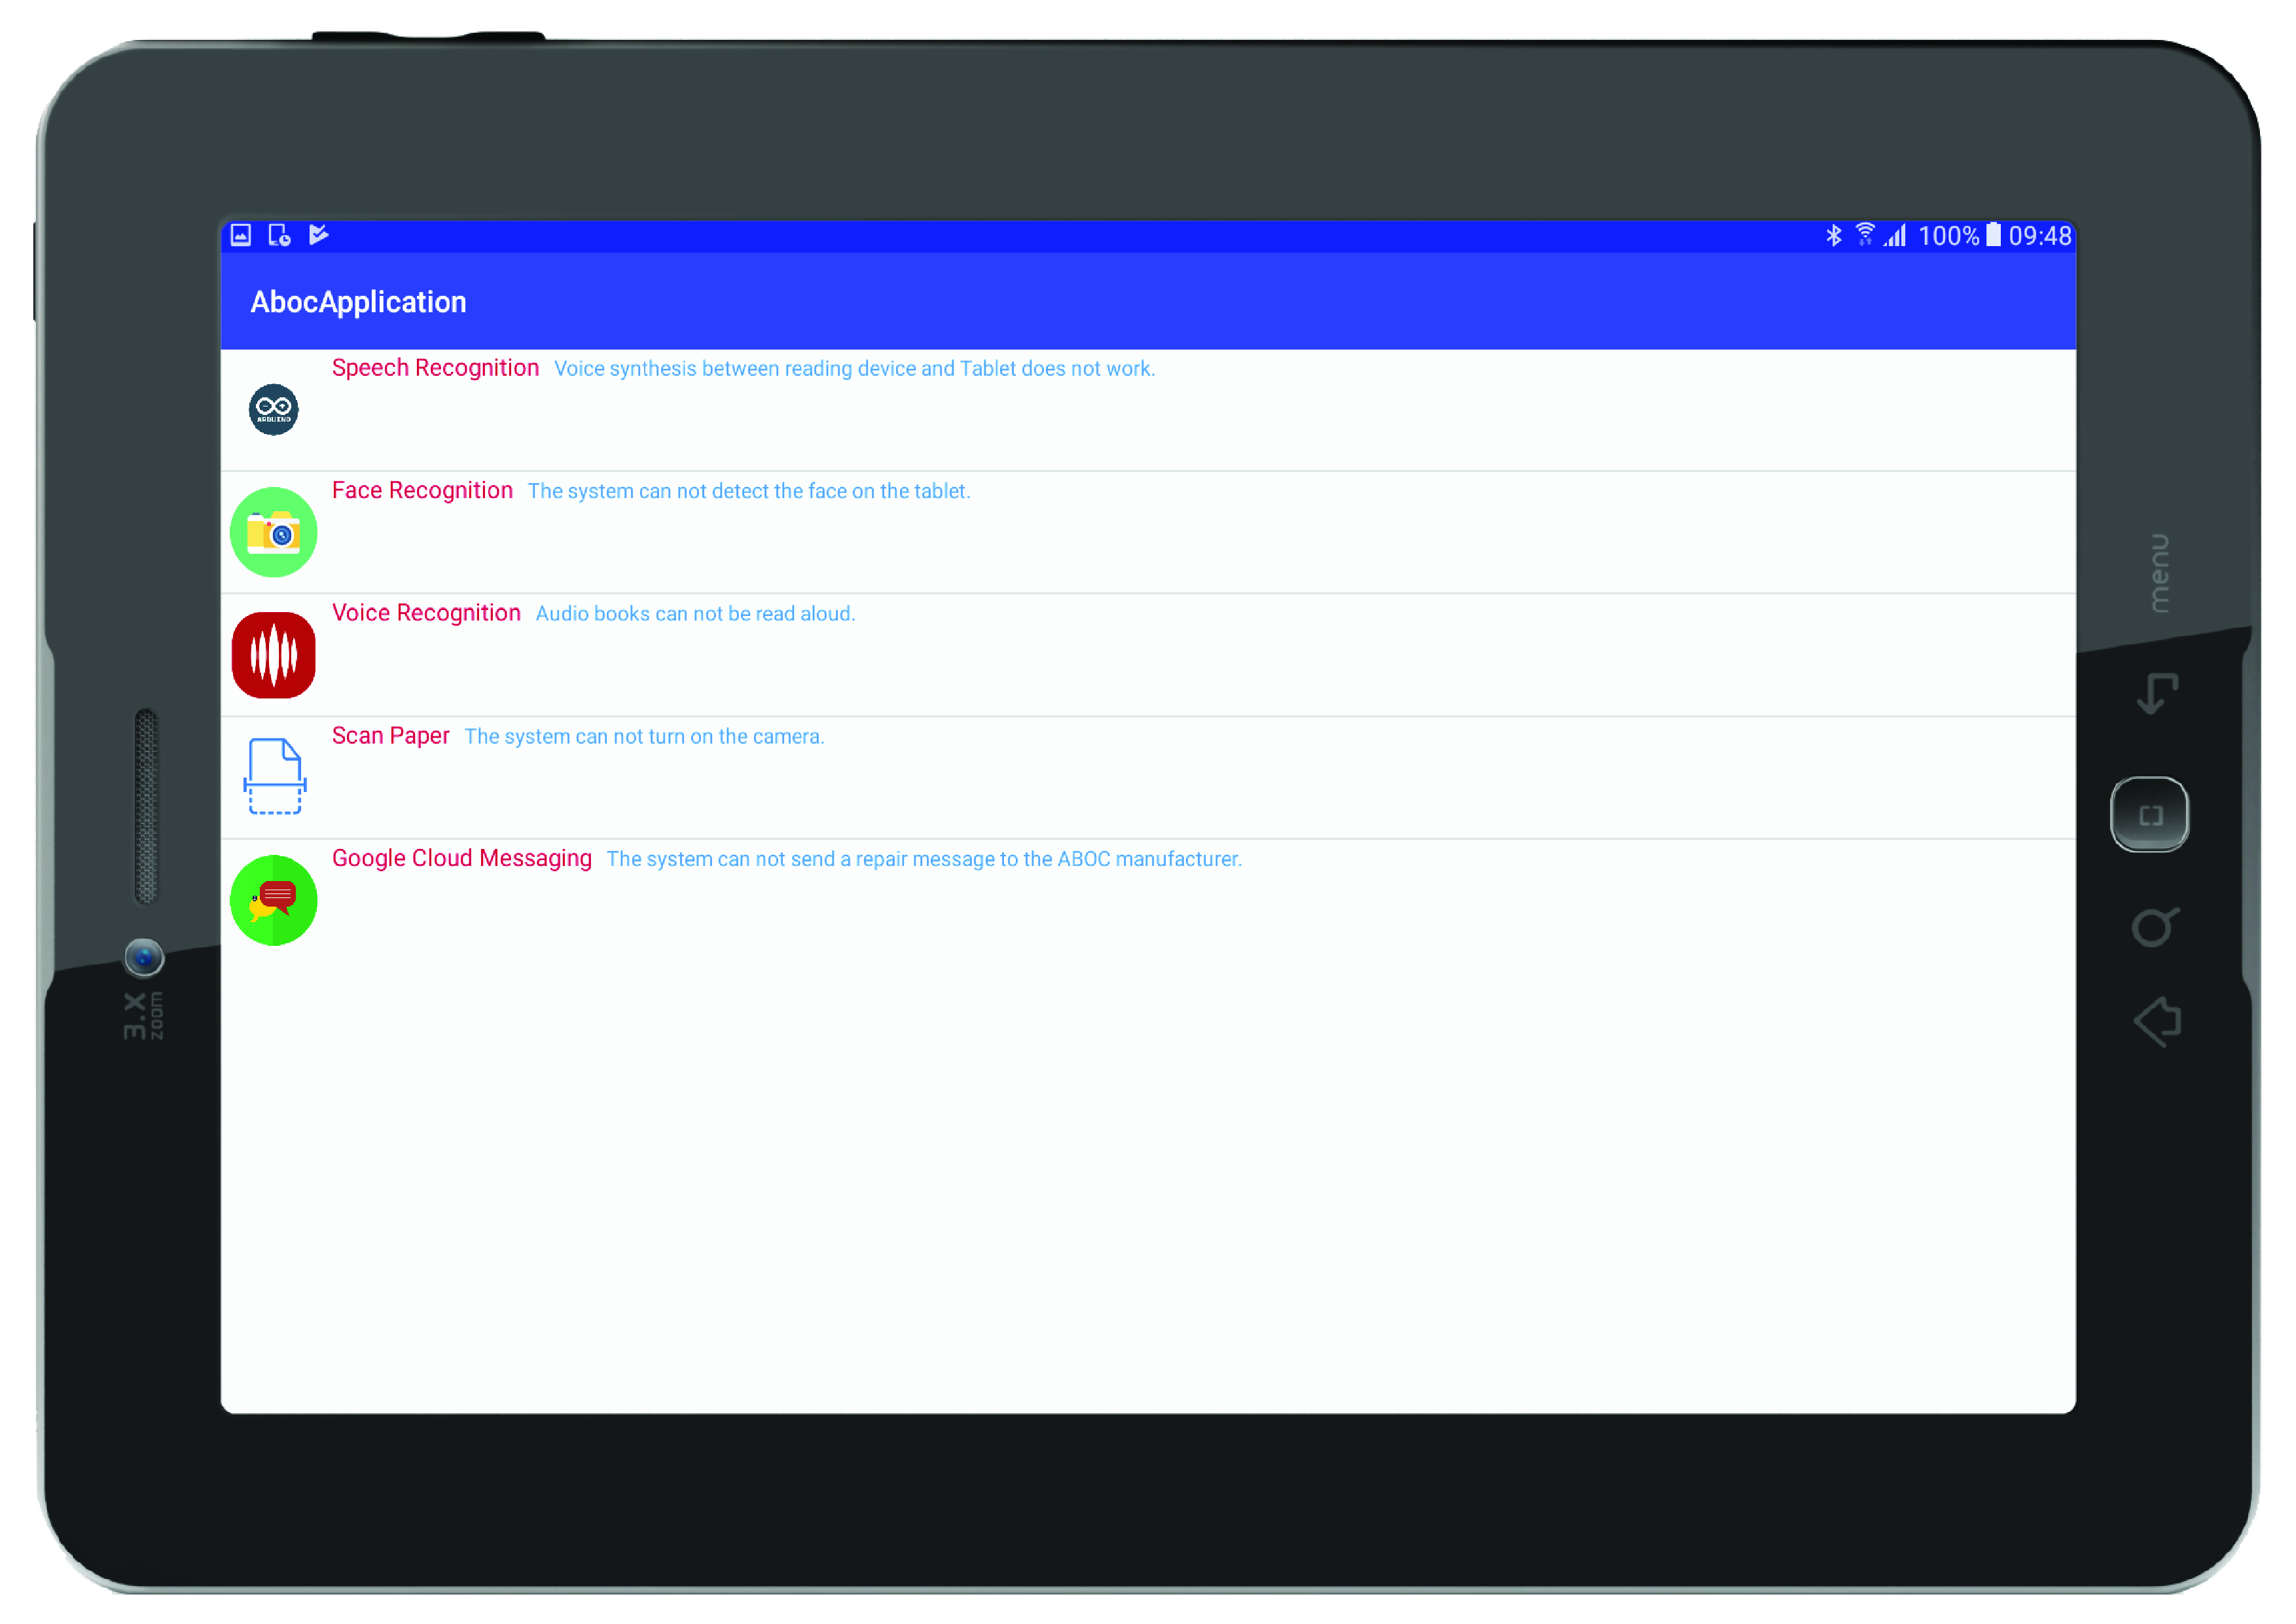 100% 09:48
AbocApplication
Speech Recognition Voice synthesis between reading device and Tablet does not work.
ARDUINO
Face Recognition The system can not detect the face on the tablet.
Voice Recognition Audio books can not be read aloud.
Scan Paper The system can not turn on the camera.
Google Cloud Messaging The system can not send a repair message to the ABOC manufacturer.
menu
3.X
zoom